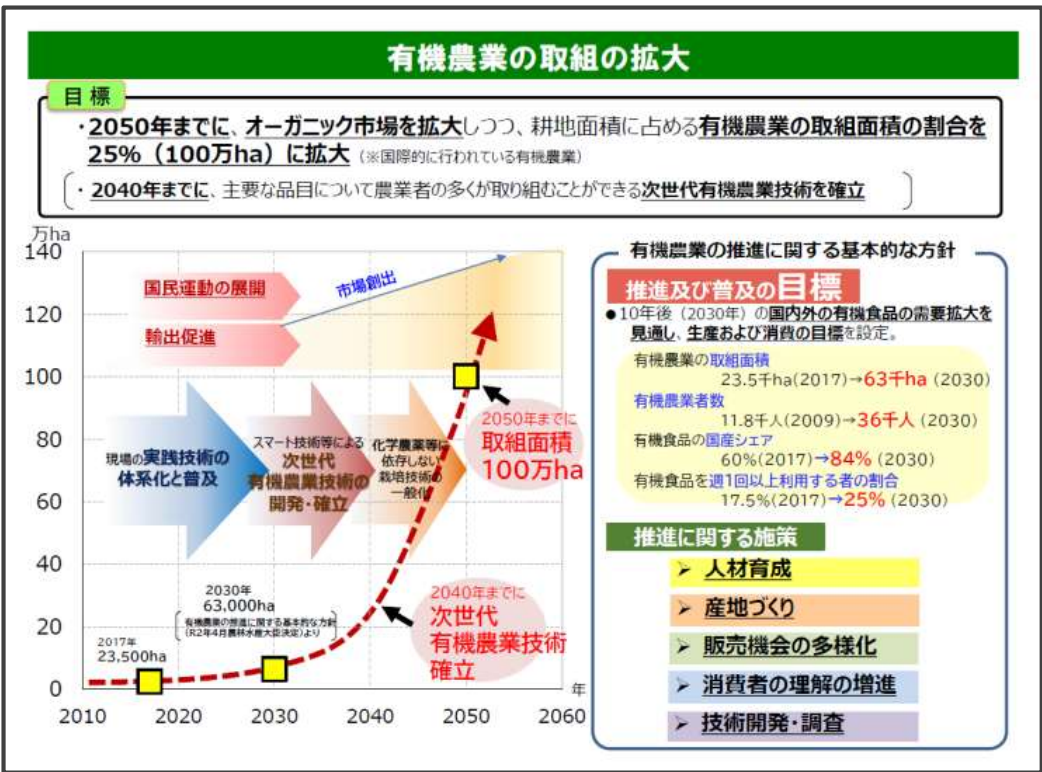 有機農業の取組の拡大
目標
・2050年までに、オーガニック市場を拡大しつつ、耕地面積に占める有機農業の取組面積の割合を
25%（100万ha）に拡大（※国際的に行われている有機農業）
・2040年までに、主要な品目について農業者の多くが取り組むことができる次世代有機農業技術を確立
万ha
140
120
100
80
60
40
20
0
国民運動の展開
輸出促進
市場創出
現場の実践技術の
体系化と普及
スマート技術等による
次世代
有機農業技術の
開発・確立
化学農薬等に
依存しない
栽培技術の
一般化
2050年までに
取組面積
100万ha
2040年までに
次世代
有機農業技術
確立
2030年
63,000ha
有機農業の推進に関する基本的な方針
（R2年4月農林水産大臣決定）より
2017年
23,500ha
年
2010
2020
2030
2040
2050
2060
有機農業の推進に関する基本的な方針
推進及び普及の目標
●10年後（2030年）の国内外の有機食品の需要拡大を
見通し、生産および消費の目標を設定。
有機農業の取組面積
23.5千ha(2017)→63千ha (2030)
有機農業者数
11.8千人(2009)→36千人 (2030)
有機食品の国産シェア
60%(2017)→84% (2030)
有機食品を週1回以上利用する者の割合
17.5%(2017)→25% (2030)
推進に関する施策
➢ 人材育成
➢ 産地づくり
➢ 販売機会の多様化
➢ 消費者の理解の増進
➢ 技術開発・調査